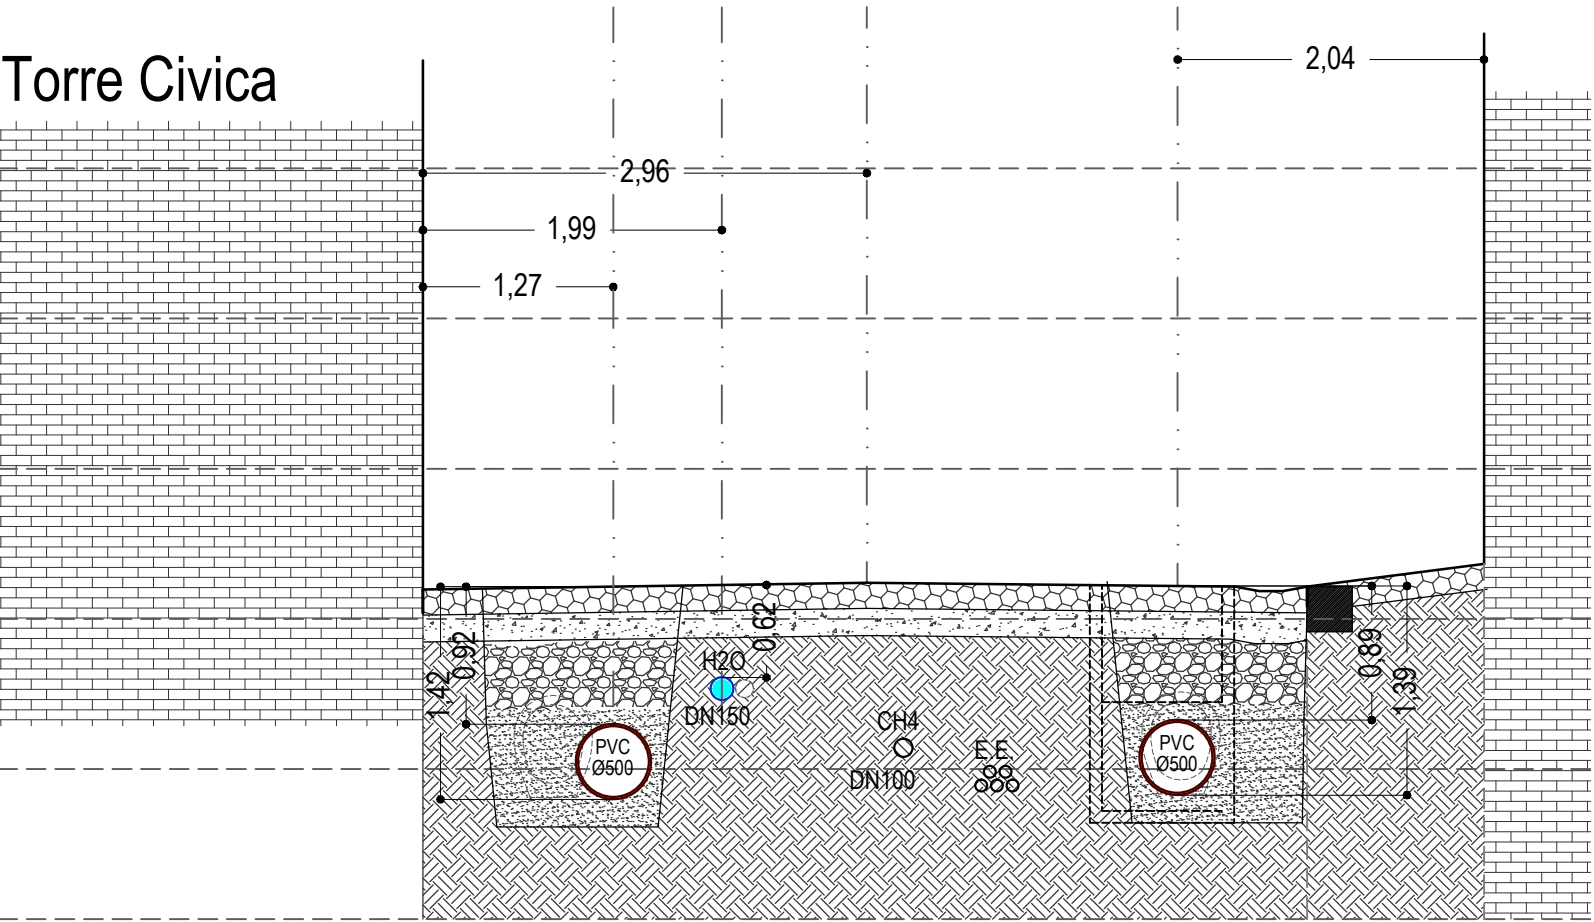 Torre Civica
2,04
2,96
1,99
1,27
0,92
1,42
0,62
H2O
DN150
PVC
Ø500
CH4
DN100
E.E.
PVC
Ø500
0,89
1,39